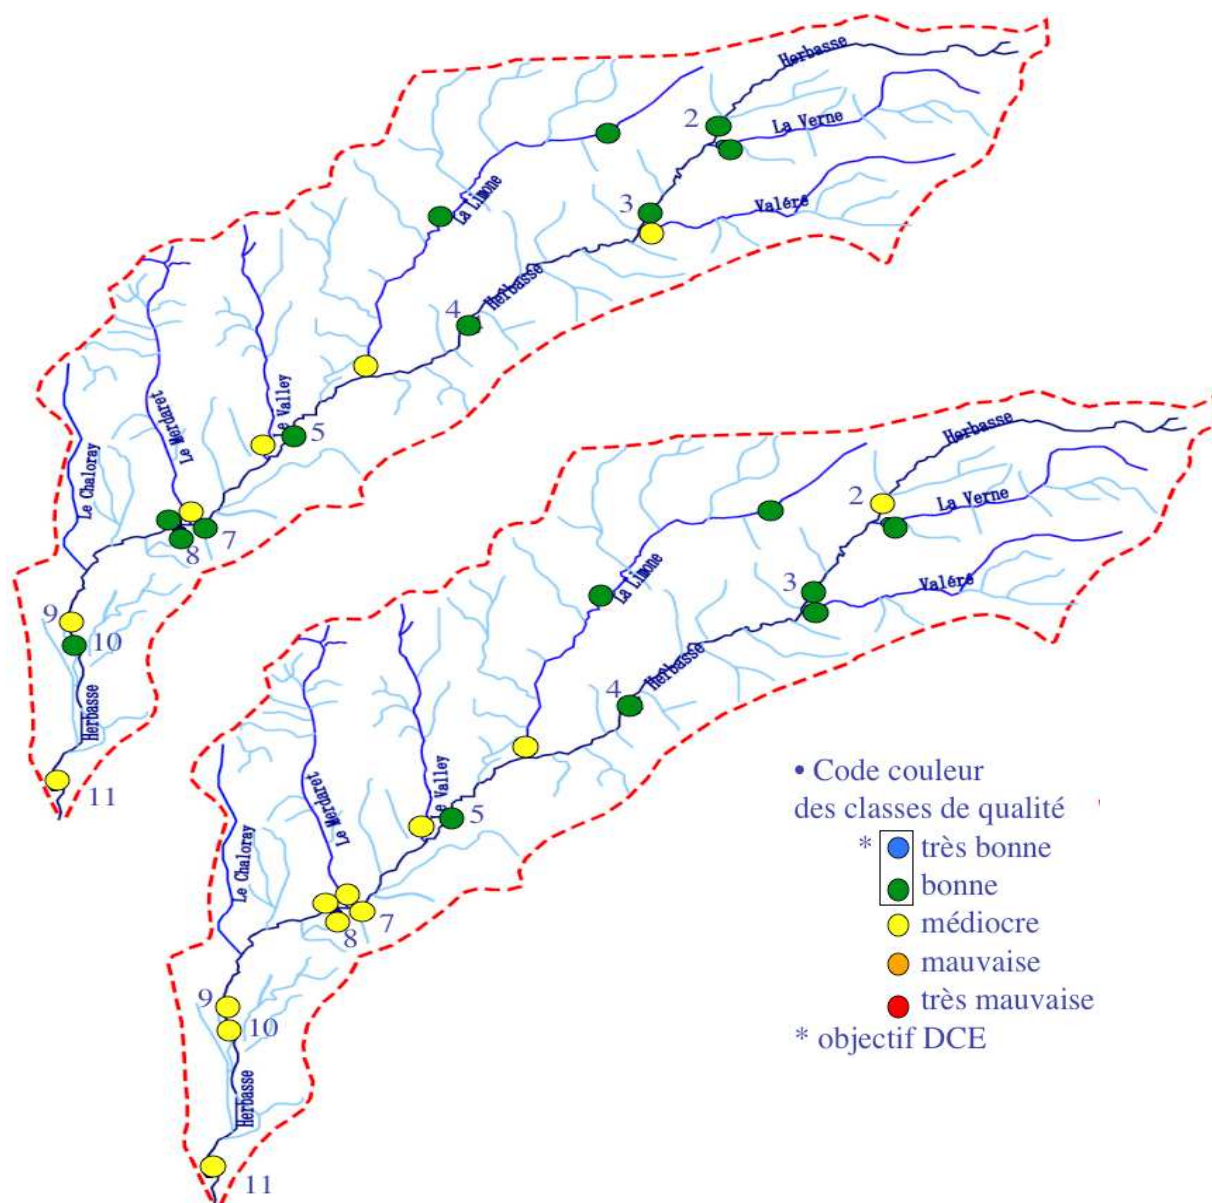 Herbasse
2
La Verne
La Limone
3
Valéré
Herbasse
4
Le Valley
5
Le Merdaret
Le Chaloray
7
8
9
10
Herbasse
11
Herbasse
2
La Verne
La Limone
3
Valéré
Herbasse
4
Le Valley
5
Le Merdaret
Le Chaloray
7
8
9
10
Herbasse
11
• Code couleur
des classes de qualité
* très bonne
bonne
médiocre
mauvaise
très mauvaise
* objectif DCE